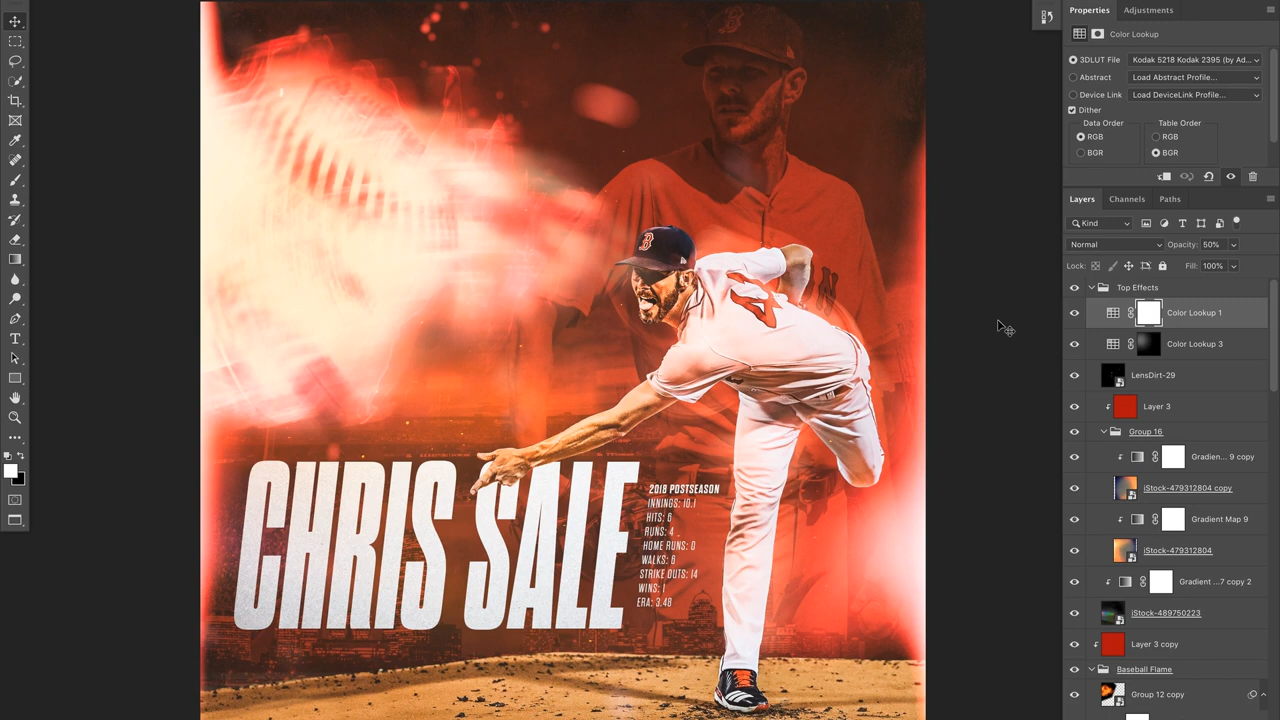 Properties
Adjustments
Color Lookup
3DLUT File
Kodak 5218 Kodak 2395 (by Ad...
Abstract
Load Abstract Profile...
Device Link
Load DeviceLink Profile...
Dither
Data Order
Table Order
RGB
RGB
BGR
BGR
Layers
Channels
Paths
Kind
Normal
Opacity: 50%
Lock:
Fill: 100%
Top Effects
Color Lookup 1
Color Lookup 3
LensDirt-29
Layer 3
Group 16
Gradien... 9 copy
iStock-479312804 copy
Gradient Map 9
iStock-479312804
Gradient ...7 copy 2
iStock-489750223
Layer 3 copy
Baseball Flame
Group 12 copy
B
B
CHRIS SALE
2018 POSTSEASON
INNINGS: 10.1
HITS: 6
RUNS: 4
HOME RUNS: 0
WALKS: 6
STRIKE OUTS: 14
WINS: 1
ERA: 3.48